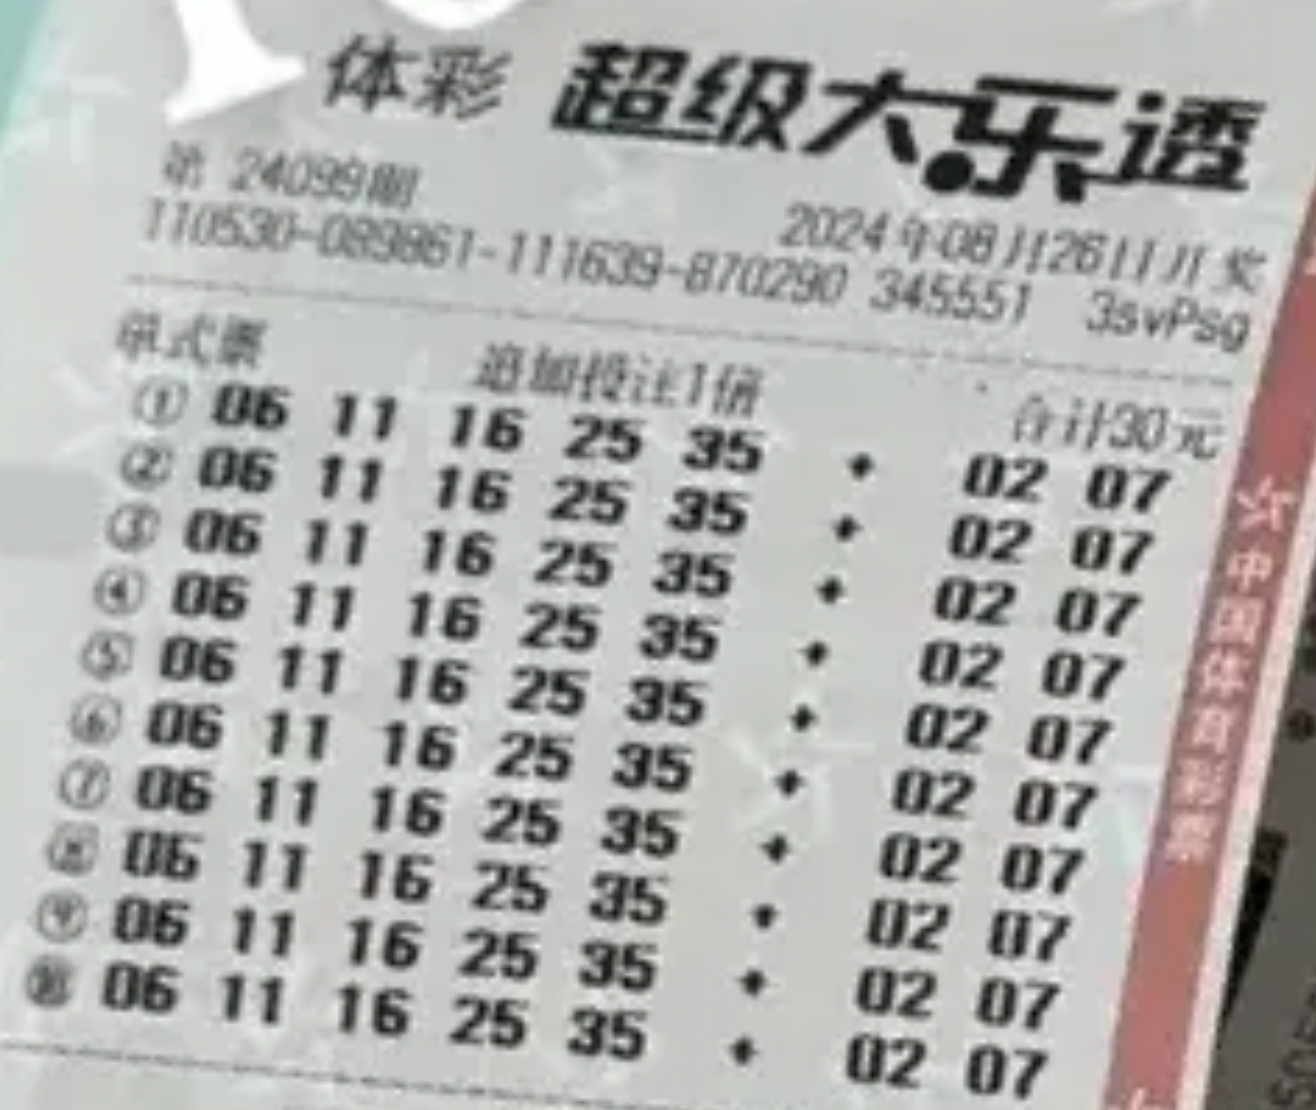 体彩 超级大乐透
第 24099期 2024年08月26日开奖
110530-089861-111639-870290 345551 3svPsg
单式票 追加投注1倍 合计30元
① 06 11 16 25 35 + 02 07
② 06 11 16 25 35 + 02 07
③ 06 11 16 25 35 + 02 07
④ 06 11 16 25 35 + 02 07
⑤ 06 11 16 25 35 + 02 07
⑥ 06 11 16 25 35 + 02 07
⑦ 06 11 16 25 35 + 02 07
⑧ 06 11 16 25 35 + 02 07
⑨ 06 11 16 25 35 + 02 07
⑩ 06 11 16 25 35 + 02 07
中国体育彩票